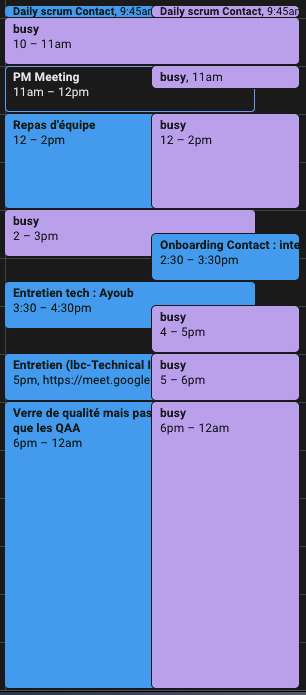 Daily scrum Contact, 9:45ar
Daily scrum Contact, 9:45an
busy
10 – 11am
PM Meeting
11am – 12pm
busy, 11am
Repas d'équipe
12 – 2pm
busy
12 – 2pm
busy
2 – 3pm
Onboarding Contact : inte
2:30 – 3:30pm
Entretien tech : Ayoub
3:30 – 4:30pm
busy
4 – 5pm
Entretien (lbc-Technical I
5pm, https://meet.google
busy
5 – 6pm
Verre de qualité mais pas
que les QAA
6pm – 12am
busy
6pm – 12am